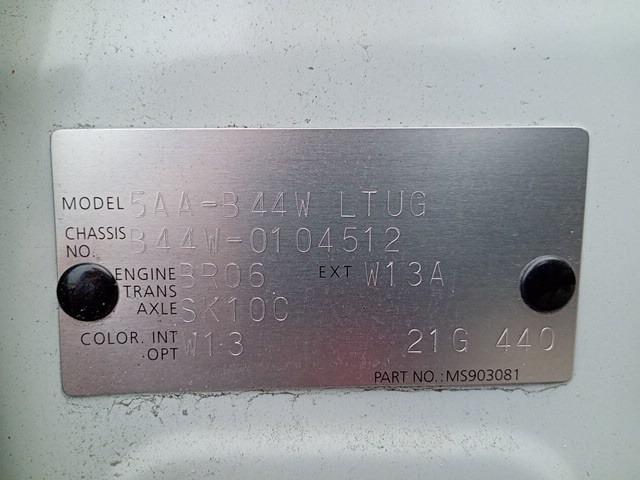 MODEL 5AA-B44W LTUG
CHASSIS NO. B44W-0104512
ENGINE BR06 EXT W13A
TRANS AXLE SK10C
COLOR. INT OPT W13 21G 440
PART NO.: MS903081